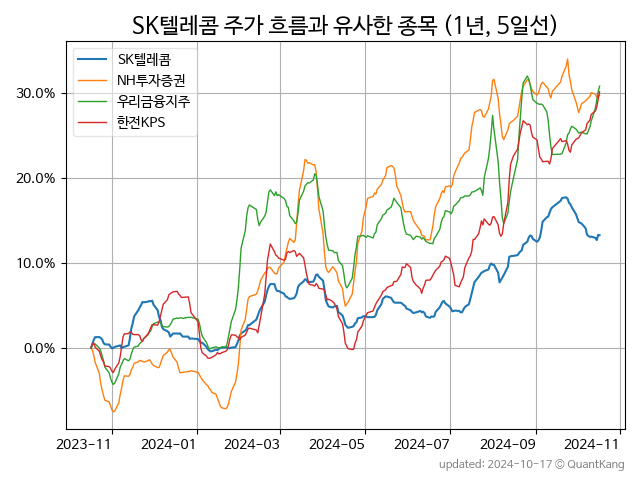 SK텔레콤 주가 흐름과 유사한 종목 (1년, 5일선)
SK텔레콤
NH투자증권
우리금융지주
한전KPS
30.0%
20.0%
10.0%
0.0%
2023-11 2024-01 2024-03 2024-05 2024-07 2024-09 2024-11
updated: 2024-10-17 © QuantKang